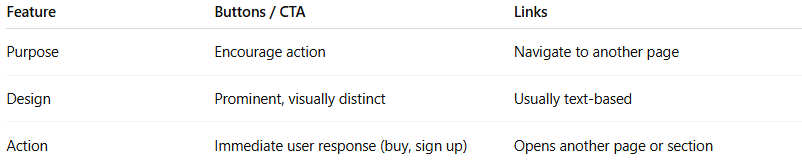 Feature Buttons / CTA Links
Purpose Encourage action Navigate to another page
Design Prominent, visually distinct Usually text-based
Action Immediate user response (buy, sign up) Opens another page or section